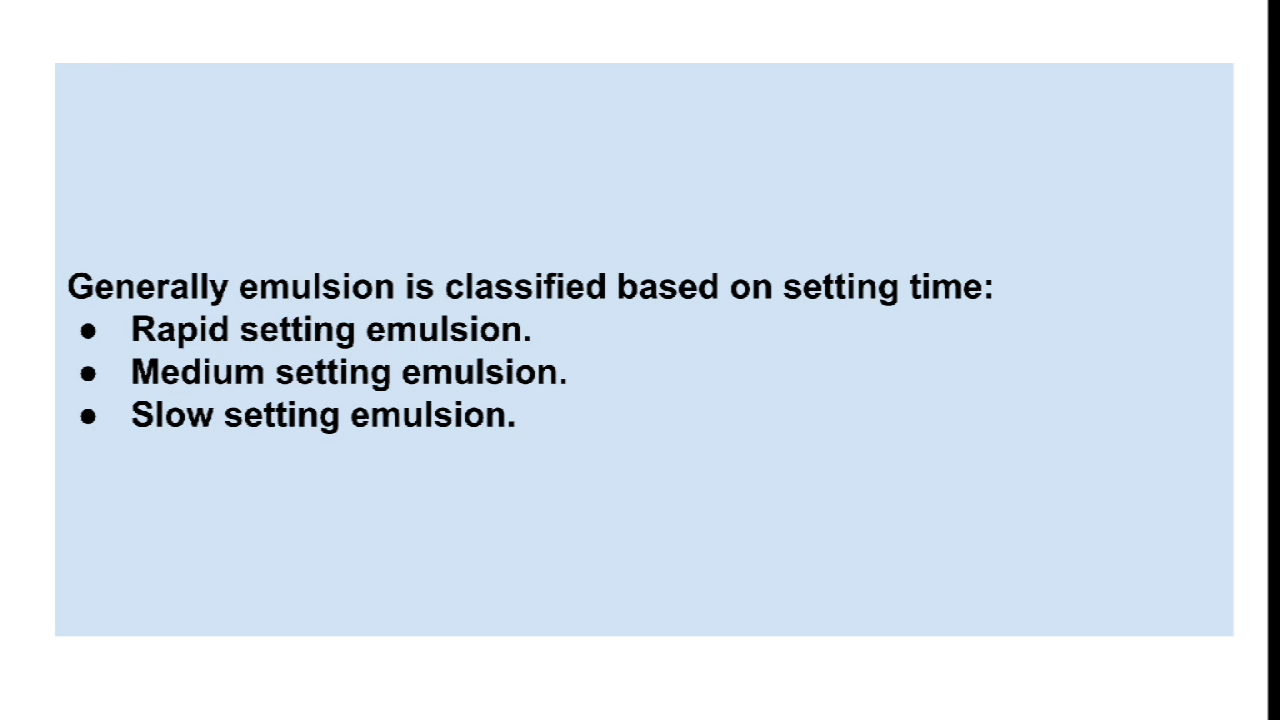 Generally emulsion is classified based on setting time:
● Rapid setting emulsion.
● Medium setting emulsion.
● Slow setting emulsion.